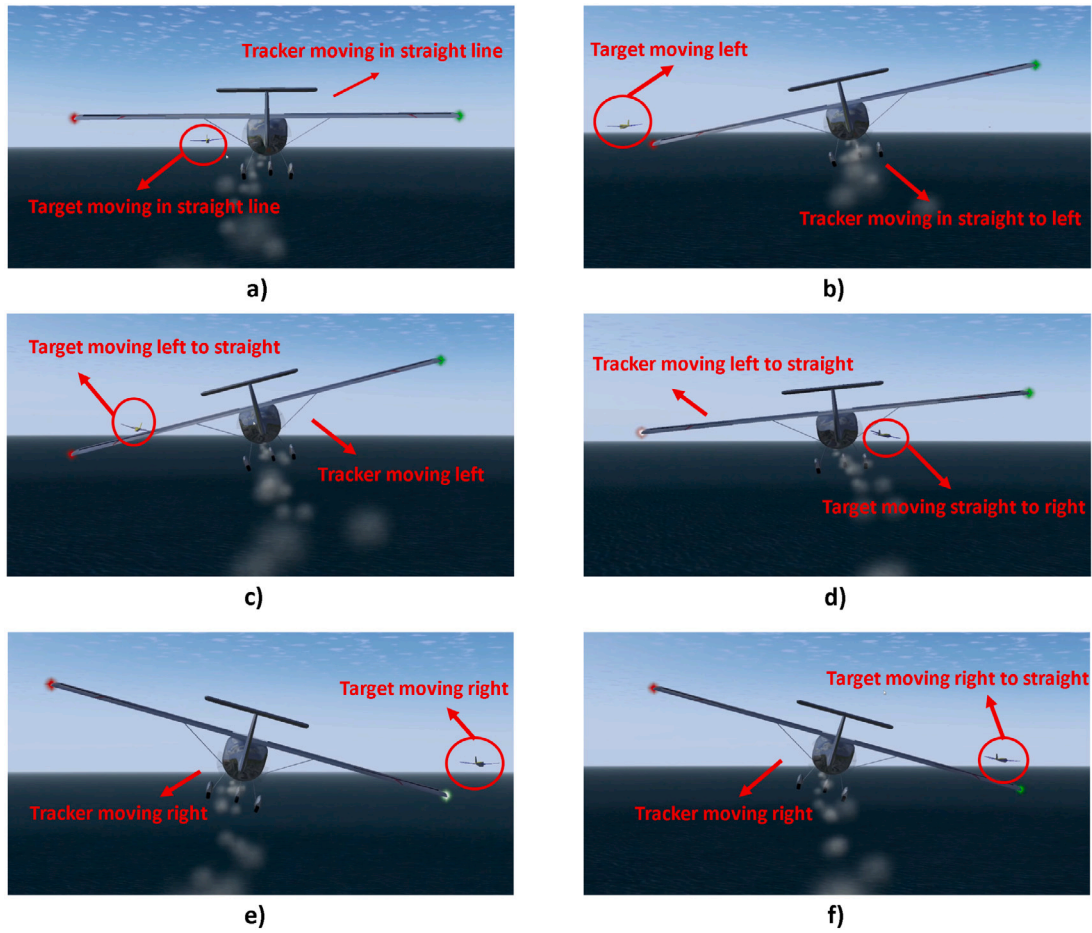 Tracker moving in straight line
Target moving in straight line
a)
Target moving left
Tracker moving in straight to left
b)
Target moving left to straight
Tracker moving left
c)
Tracker moving left to straight
Target moving straight to right
d)
Target moving right
Tracker moving right
e)
Target moving right to straight
Tracker moving right
f)